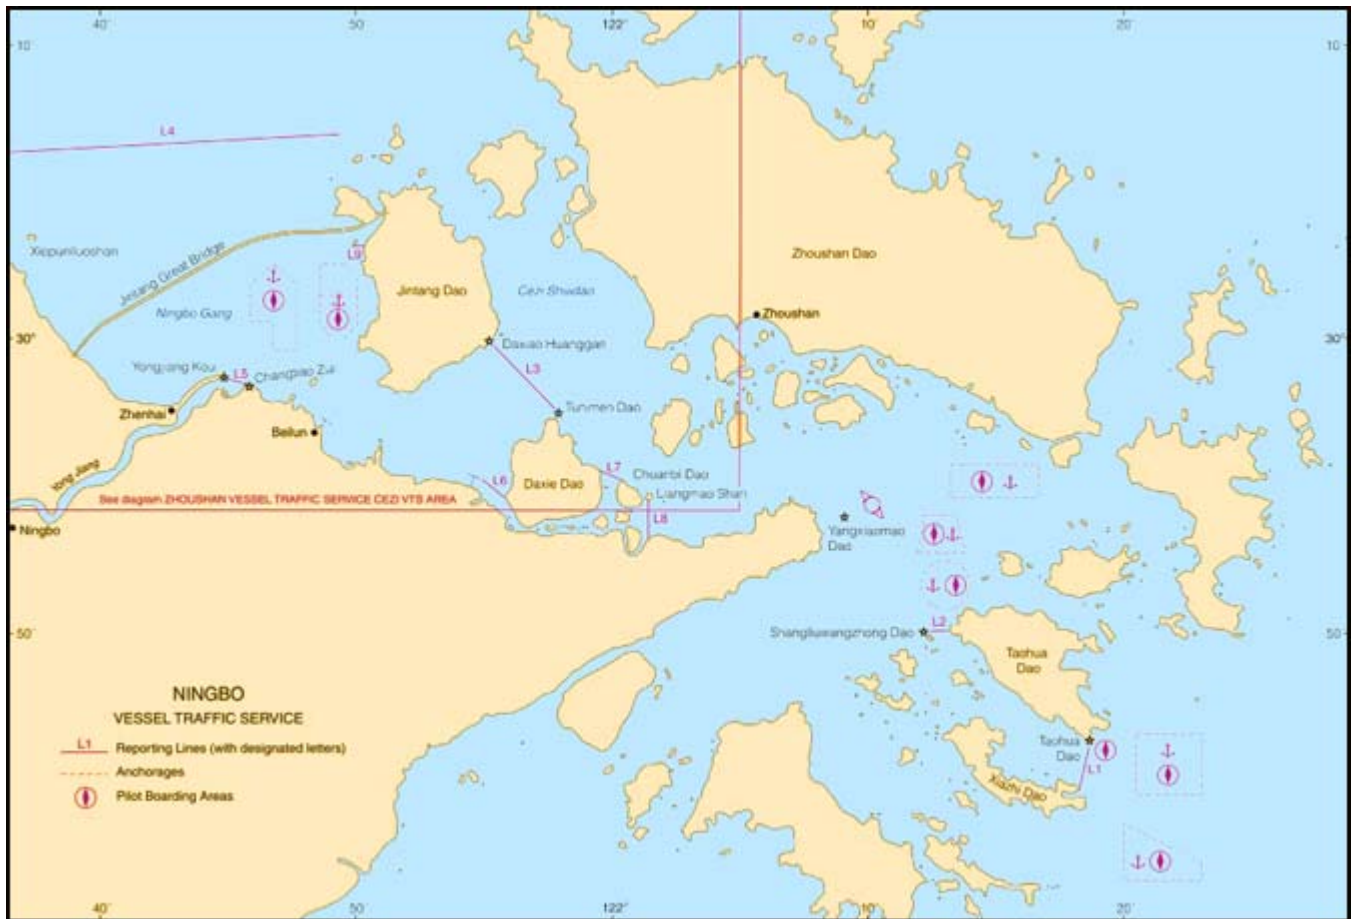 40′ 50′ 122° 10′ 20′
10′ 10′
L4
Xiepunliuoshan
Jintang Great Bridge
L9
Zhoushan Dao
Jintang Dao
Cezi Shuidao
Ningbo Gang
Zhoushan
30° 30°
Daxiao Huanggan
Yongjiang Kou
L5
Changpiao Zui
L3
Zhenhai
Tunmen Dao
Beilun
Yong Jiang
L7
Chuanbi Dao
L6
Daxie Dao
Liangmao Shan
See diagram ZHOUSHAN VESSEL TRAFFIC SERVICE CEZI VTS AREA
L8
Ningbo
Yangxiaomao
Dao
L2
50′ 50′
Shangliuwangzhong Dao
Taohua
Dao
NINGBO
VESSEL TRAFFIC SERVICE
L1
Reporting Lines (with designated letters)
Anchorages
Pilot Boarding Areas
Taohua
Dao
L1
Xiazhi Dao
40′ 50′ 122° 10′ 20′